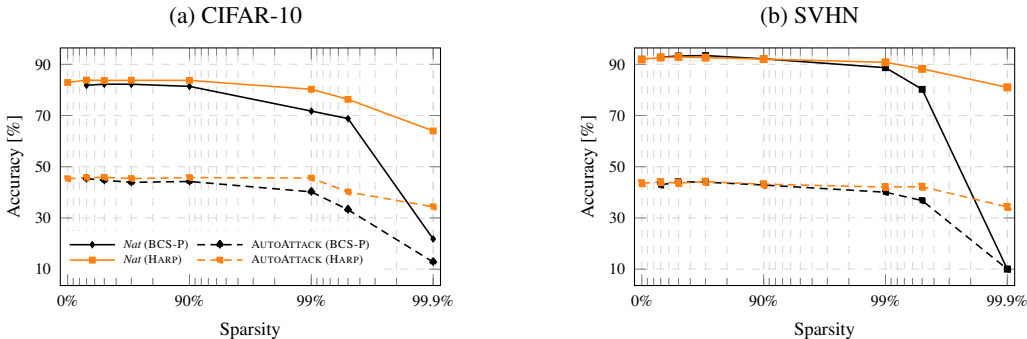 (a) CIFAR-10
Accuracy [%]
90
70
50
30
10
Nat (BCS-P)
AUTOATTACK (BCS-P)
Nat (HARP)
AUTOATTACK (HARP)
0%
90%
99%
99.9%
Sparsity
(b) SVHN
Accuracy [%]
90
70
50
30
10
0%
90%
99%
99.9%
Sparsity